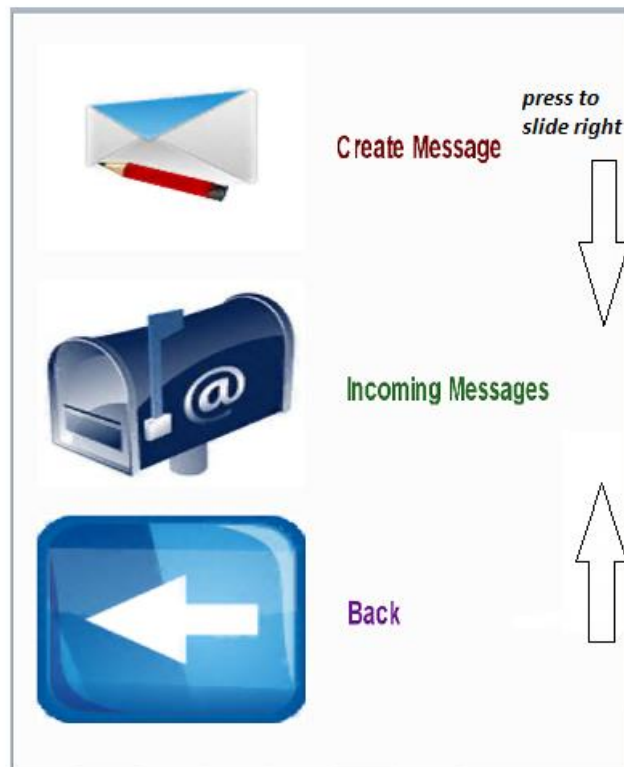 press to
slide right
Create Message
@
Incoming Messages
Back